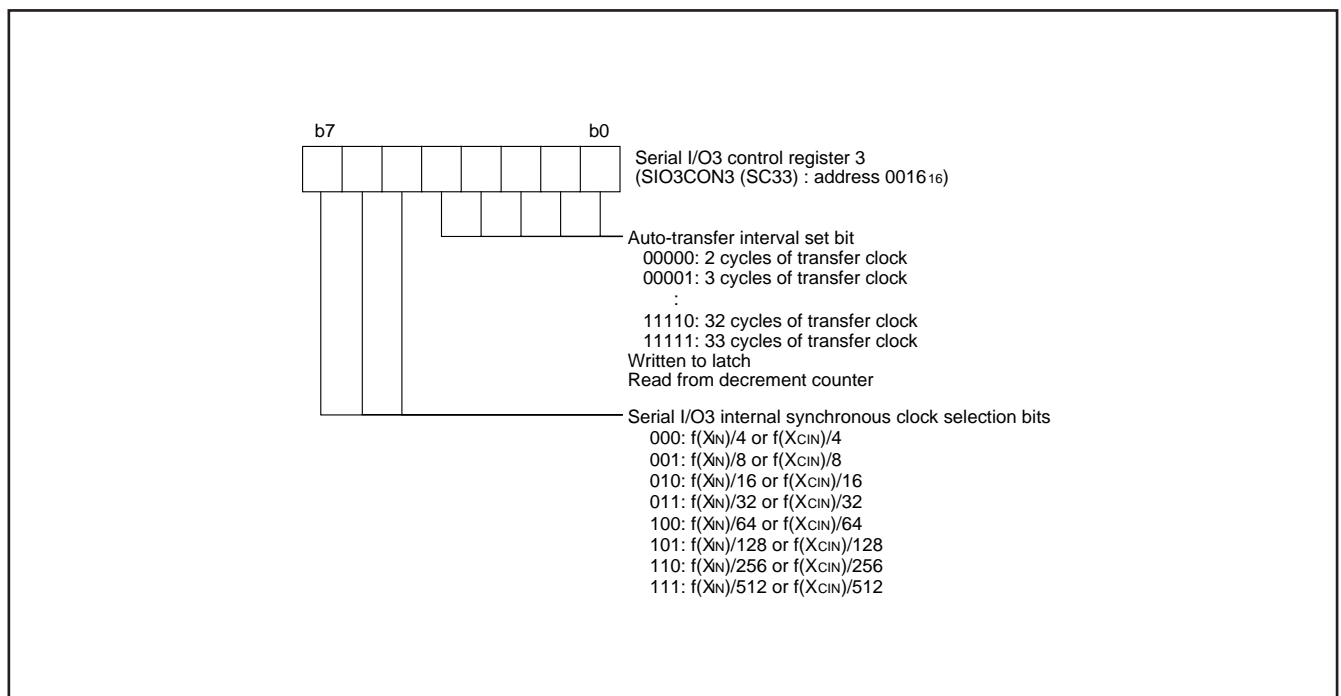 b7 b0
Serial I/O3 control register 3
(SIO3CON3 (SC33) : address 001616)
Auto-transfer interval set bit
00000: 2 cycles of transfer clock
00001: 3 cycles of transfer clock
:
11110: 32 cycles of transfer clock
11111: 33 cycles of transfer clock
Written to latch
Read from decrement counter
Serial I/O3 internal synchronous clock selection bits
000: f(XIN)/4 or f(XCIN)/4
001: f(XIN)/8 or f(XCIN)/8
010: f(XIN)/16 or f(XCIN)/16
011: f(XIN)/32 or f(XCIN)/32
100: f(XIN)/64 or f(XCIN)/64
101: f(XIN)/128 or f(XCIN)/128
110: f(XIN)/256 or f(XCIN)/256
111: f(XIN)/512 or f(XCIN)/512